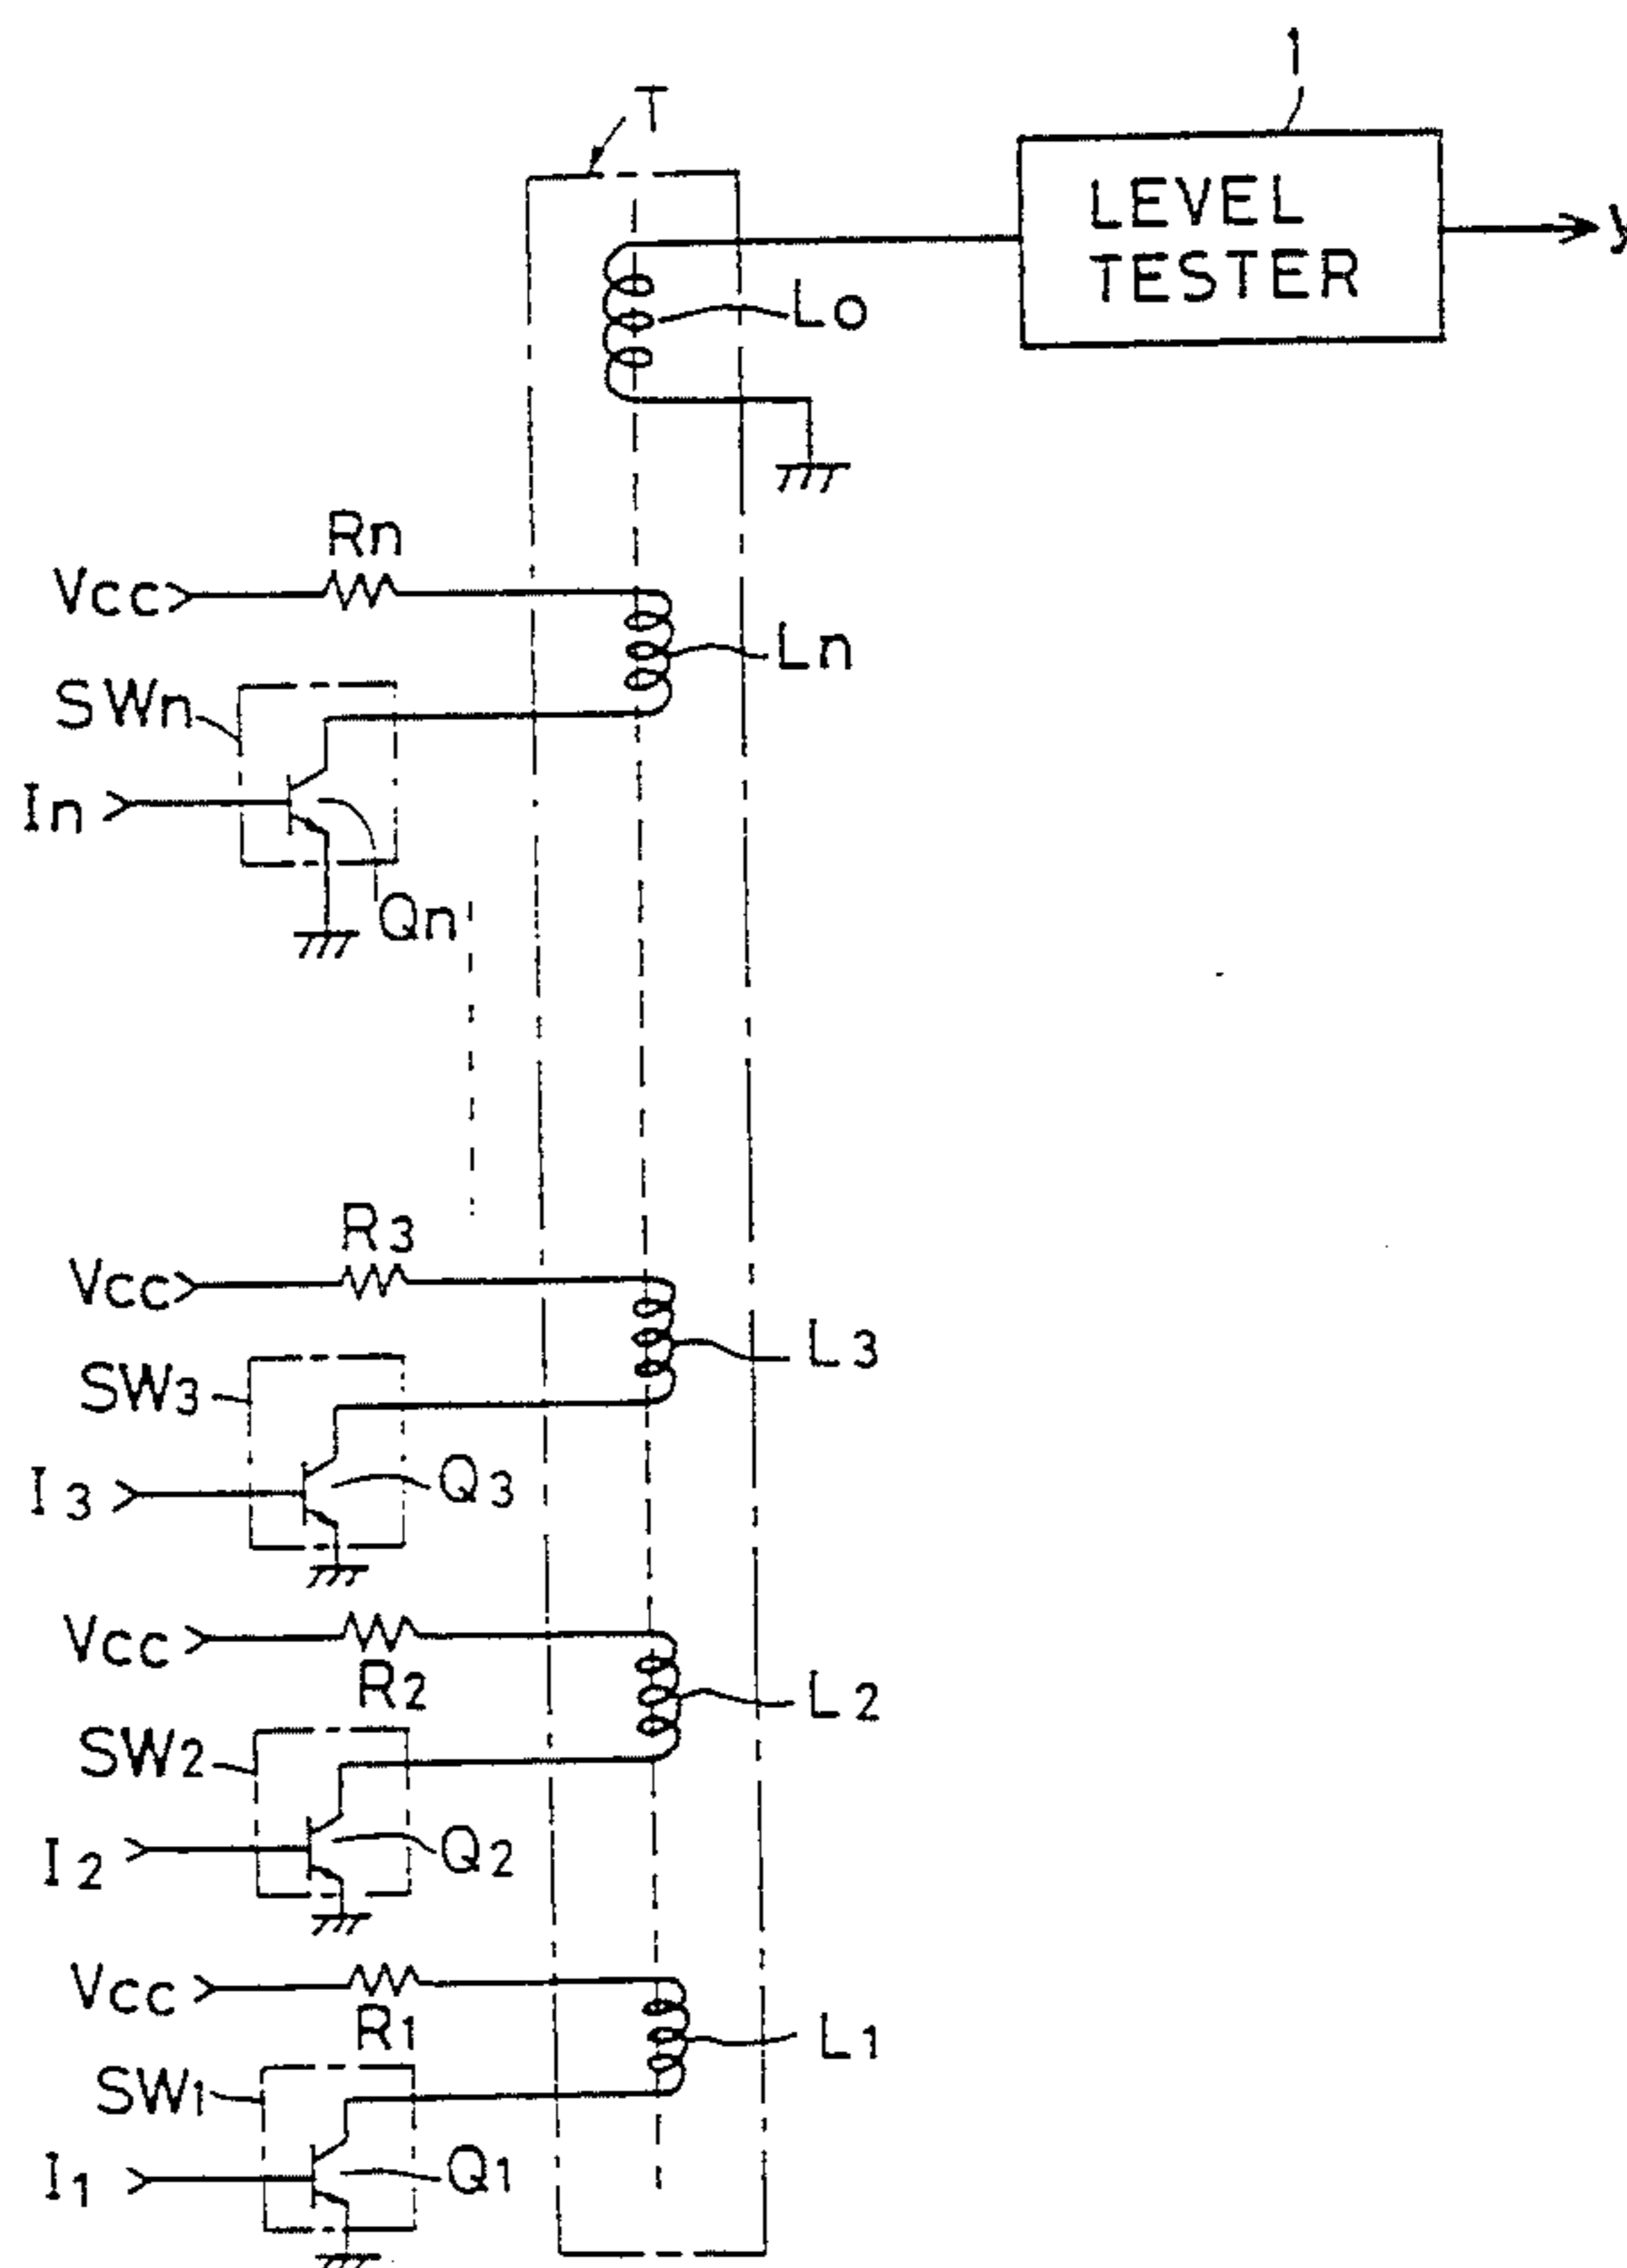 1
T
LEVEL
TESTER
y
Lo
Rn
Vcc
Ln
SWn
In
Qn
R3
Vcc
L3
SW3
Q3
I3
Vcc
R2
L2
SW2
Q2
I2
Vcc
R1
L1
SW1
Q1
I1